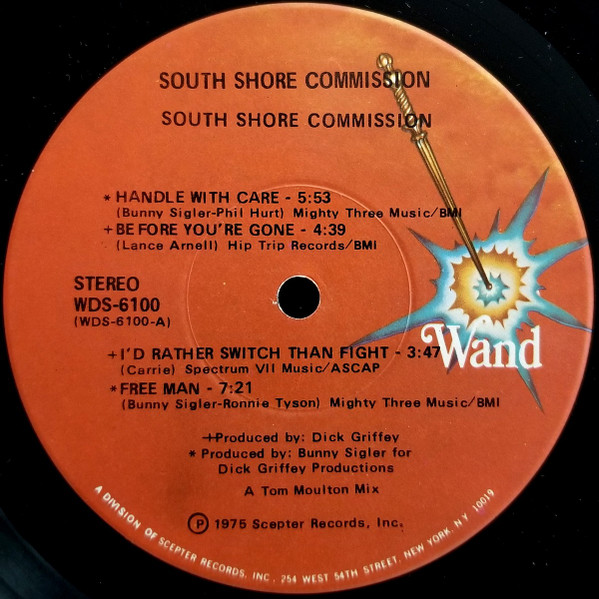 SOUTH SHORE COMMISSION
SOUTH SHORE COMMISSION
* HANDLE WITH CARE - 5:53
(Bunny Sigler-Phil Hurt) Mighty Three Music/BMI
+ BEFORE YOU'RE GONE - 4:39
(Lance Arnell) Hip Trip Records/BMI
STEREO
WDS-6100
(WDS-6100-A)
+ I'D RATHER SWITCH THAN FIGHT - 3:47
(Carrie) Spectrum VII Music/ASCAP
* FREE MAN - 7:21
(Bunny Sigler-Ronnie Tyson) Mighty Three Music/BMI
Wand
+Produced by: Dick Griffey
* Produced by: Bunny Sigler for
Dick Griffey Productions
A Tom Moulton Mix
Ⓟ 1975 Scepter Records, Inc.
A DIVISION OF SCEPTER RECORDS, INC., 254 WEST 54TH STREET, NEW YORK, N.Y. 10019